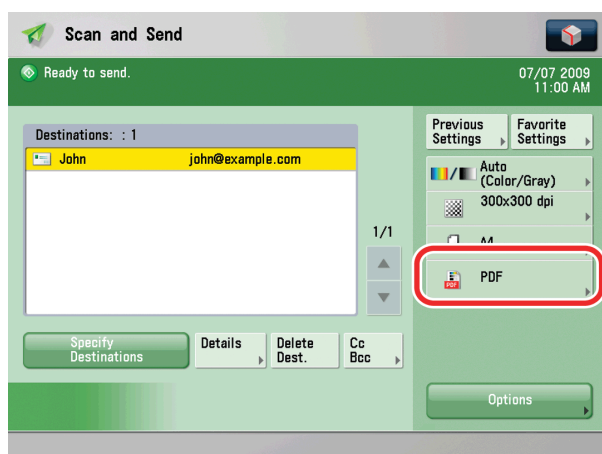 Scan and Send
Ready to send.
07/07 2009
11:00 AM
Destinations: : 1
John john@example.com
1/1
Previous Settings
Favorite Settings
Auto
(Color/Gray)
300x300 dpi
A4
PDF
PDF
Specify
Destinations
Details
Delete
Dest.
Cc
Bcc
Options